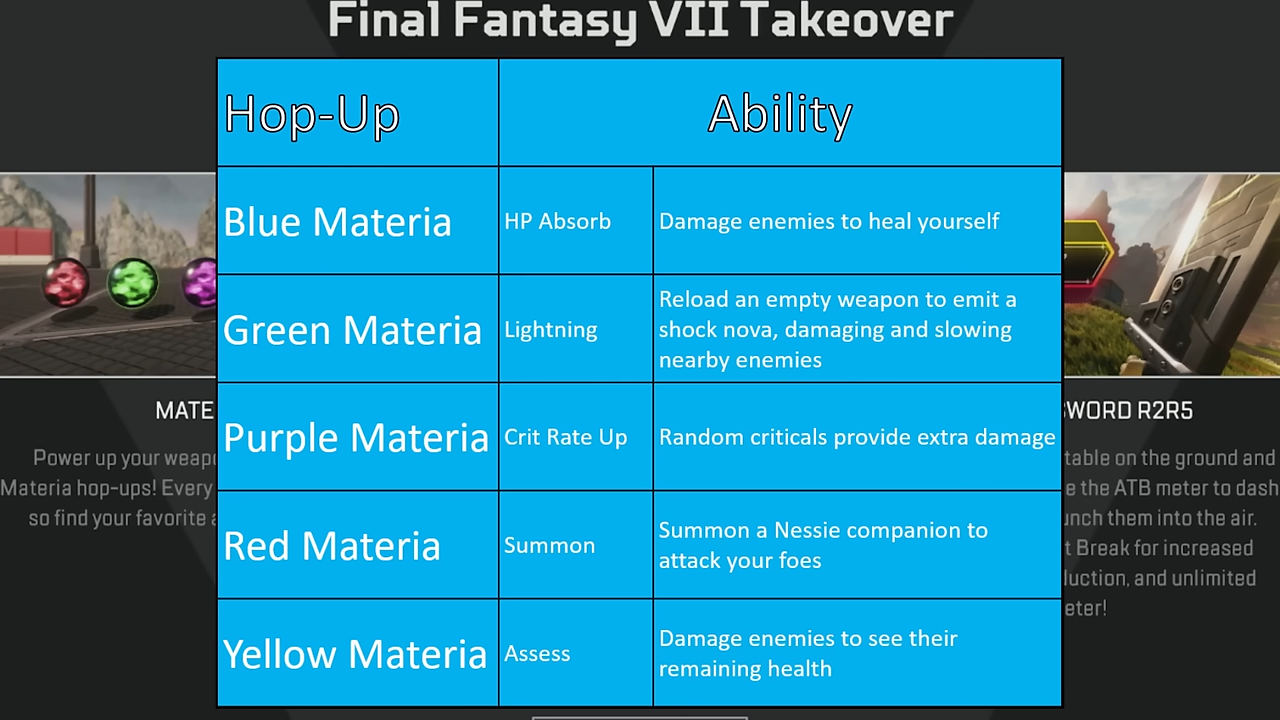 Final Fantasy VII Takeover
Hop-Up
Ability
Blue Materia
HP Absorb
Damage enemies to heal yourself
Green Materia
Lightning
Reload an empty weapon to emit a
shock nova, damaging and slowing
nearby enemies
Purple Materia
Crit Rate Up
Random criticals provide extra damage
Red Materia
Summon
Summon a Nessie companion to
attack your foes
Yellow Materia
Assess
Damage enemies to see their
remaining health
MATE
Power up your weap
Materia hop-ups! Every
so find your favorite
SWORD R2R5
table on the ground and
the ATB meter to dash
them into the air.
Break for increased
and unlimited